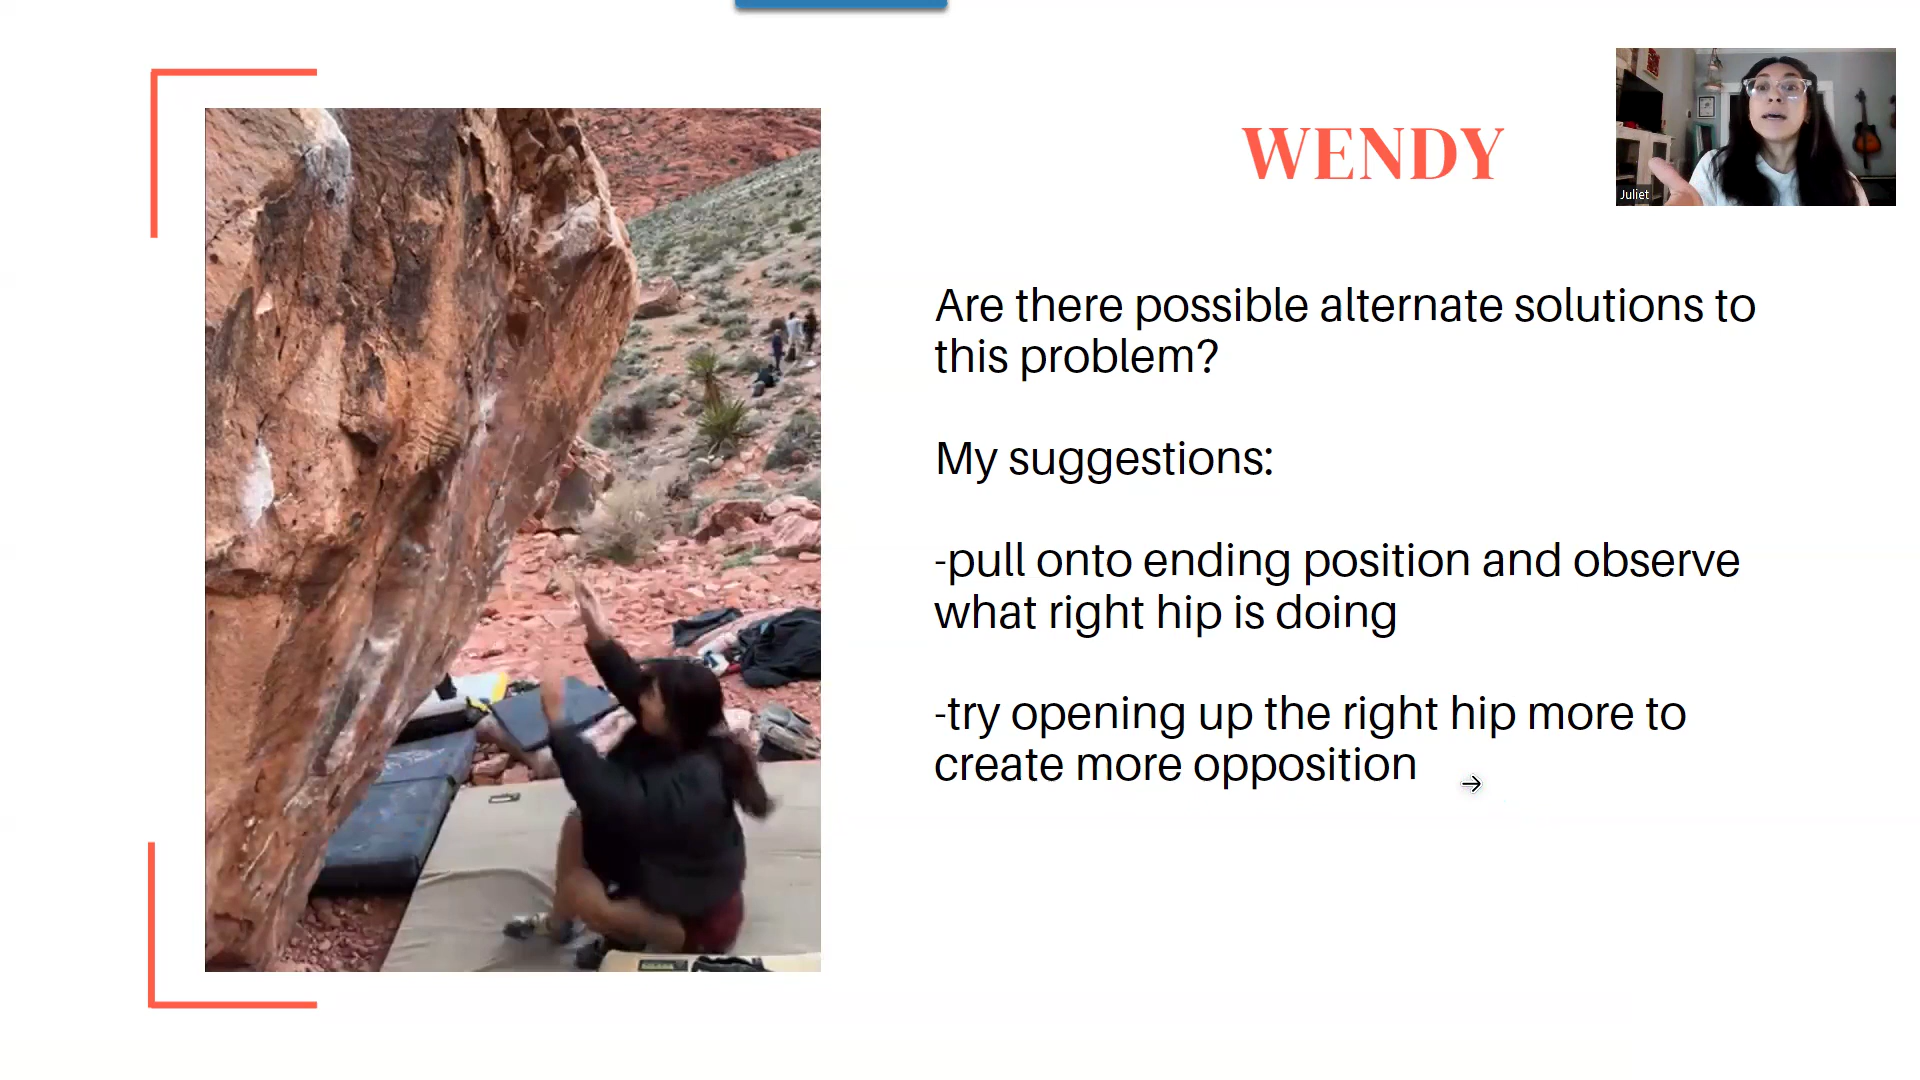 WENDY
Juliet
Are there possible alternate solutions to
this problem?
My suggestions:
-pull onto ending position and observe
what right hip is doing
-try opening up the right hip more to
create more opposition